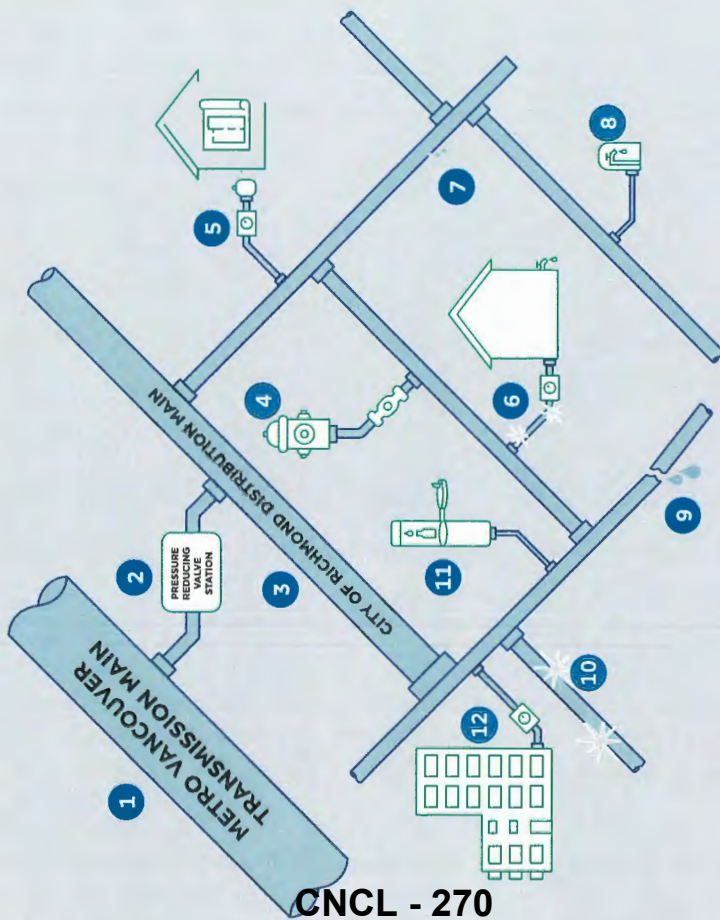 1
METRO VANCOUVER
TRANSMISSION MAIN
2
PRESSURE
REDUCING
VALVE
STATION
3
CITY OF RICHMOND DISTRIBUTION MAIN
4
5
6
7
8
9
10
11
12
CNCL - 270